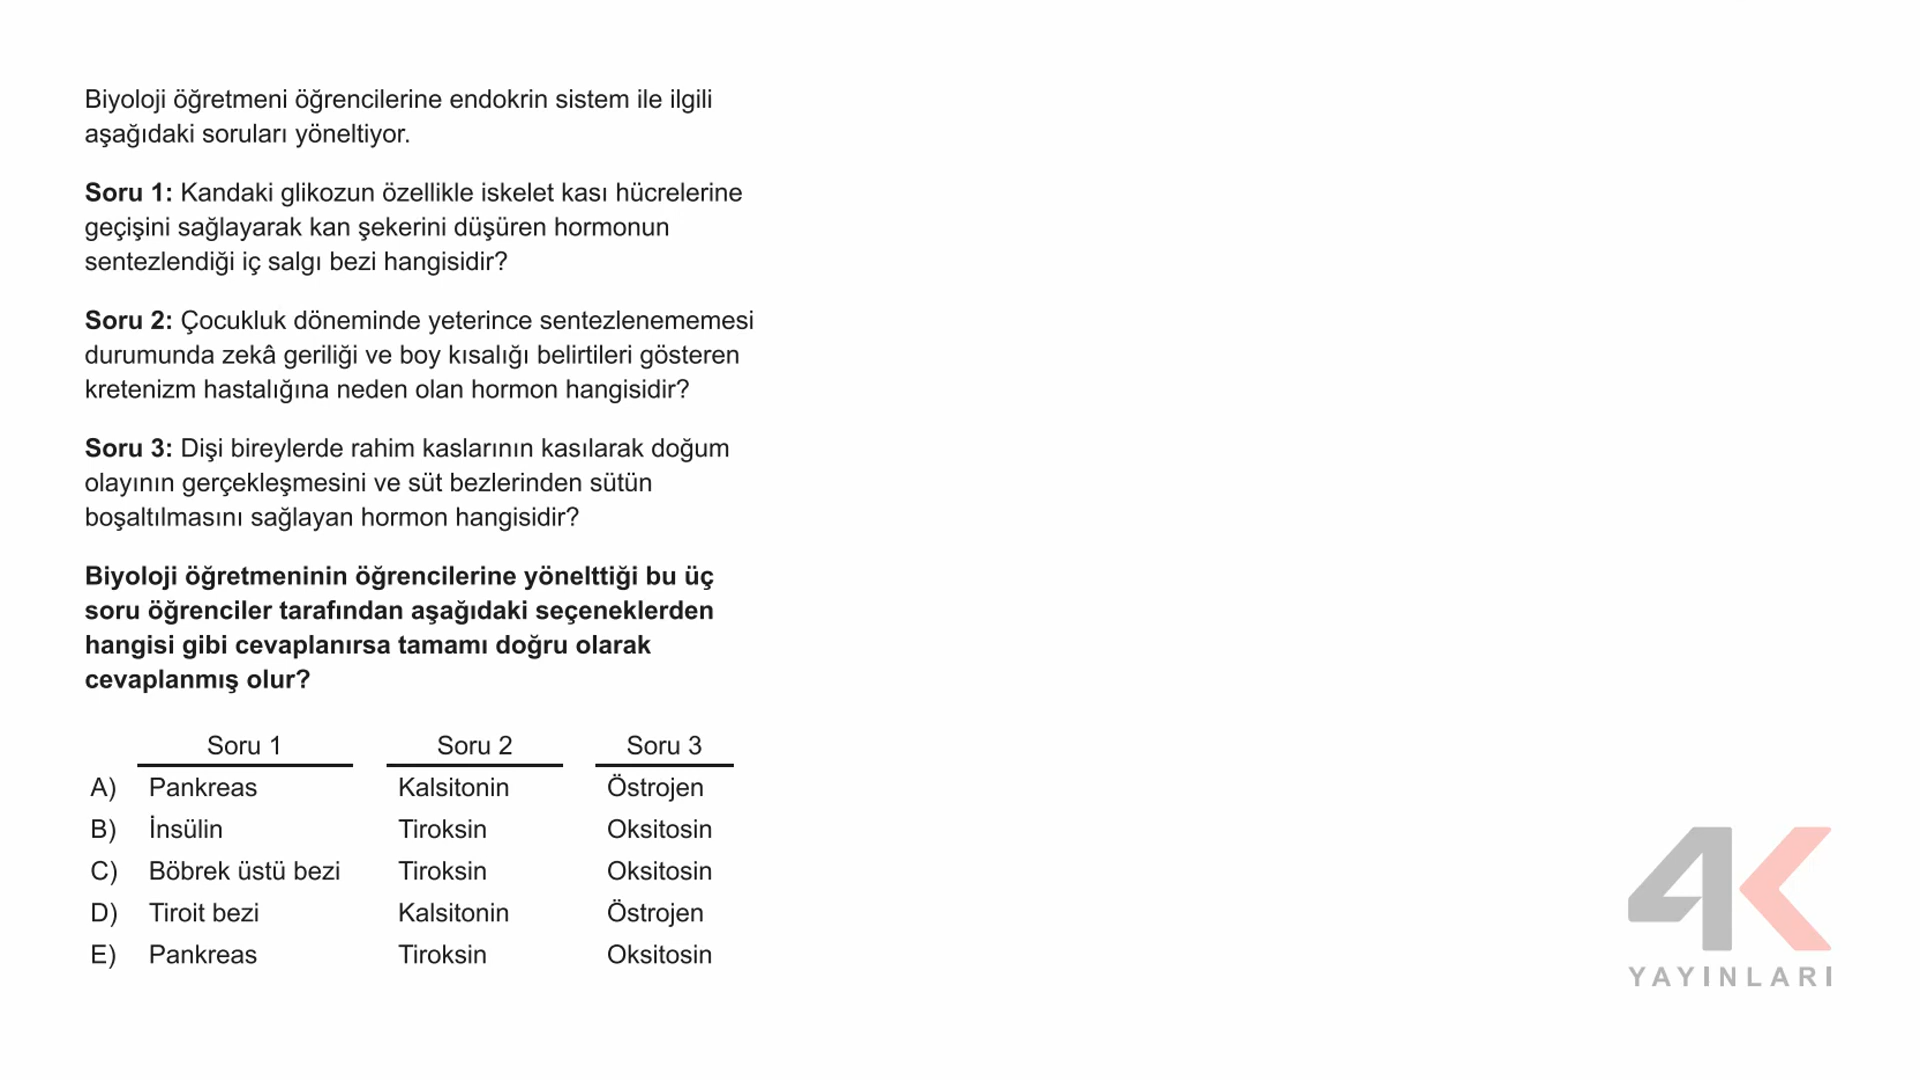 Biyoloji öğretmeni öğrencilerine endokrin sistem ile ilgili
aşağıdaki soruları yöneltiyor.
Soru 1: Kandaki glikozun özellikle iskelet kası hücrelerine
geçişini sağlayarak kan şekerini düşüren hormonun
sentezlendiği iç salgı bezi hangisidir?
Soru 2: Çocukluk döneminde yeterince sentezlenememesi
durumunda zekâ geriliği ve boy kısalığı belirtileri gösteren
kretenizm hastalığına neden olan hormon hangisidir?
Soru 3: Dişi bireylerde rahim kaslarının kasılarak doğum
olayının gerçekleşmesini ve süt bezlerinden sütün
boşaltılmasını sağlayan hormon hangisidir?
Biyoloji öğretmeninin öğrencilerine yönelttiği bu üç
soru öğrenciler tarafından aşağıdaki seçeneklerden
hangisi gibi cevaplanırsa tamamı doğru olarak
cevaplanmış olur?
Soru 1 Soru 2 Soru 3
A) Pankreas Kalsitonin Östrojen
B) İnsülin Tiroksin Oksitosin
C) Böbrek üstü bezi Tiroksin Oksitosin
D) Tiroit bezi Kalsitonin Östrojen
E) Pankreas Tiroksin Oksitosin
4K
YAYINLARI